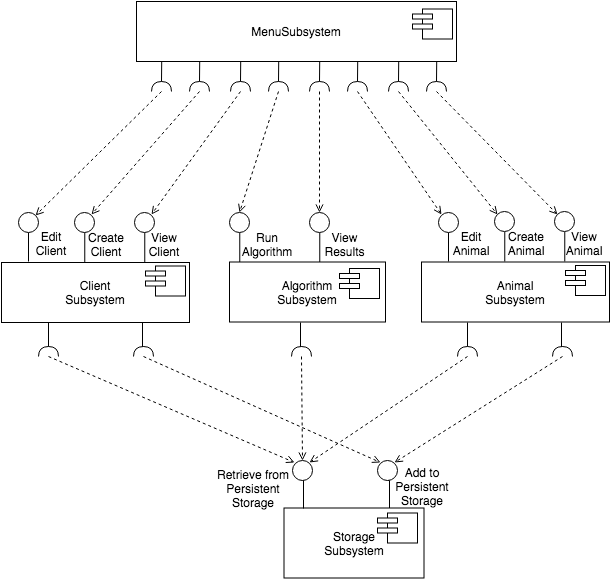 MenuSubsystem
Edit
Client
Create
Client
View
Client
Run
Algorithm
View
Results
Edit
Animal
Create
Animal
View
Animal
Client
Subsystem
Algorithm
Subsystem
Animal
Subsystem
Retrieve from
Persistent
Storage
Add to
Persistent
Storage
Storage
Subsystem